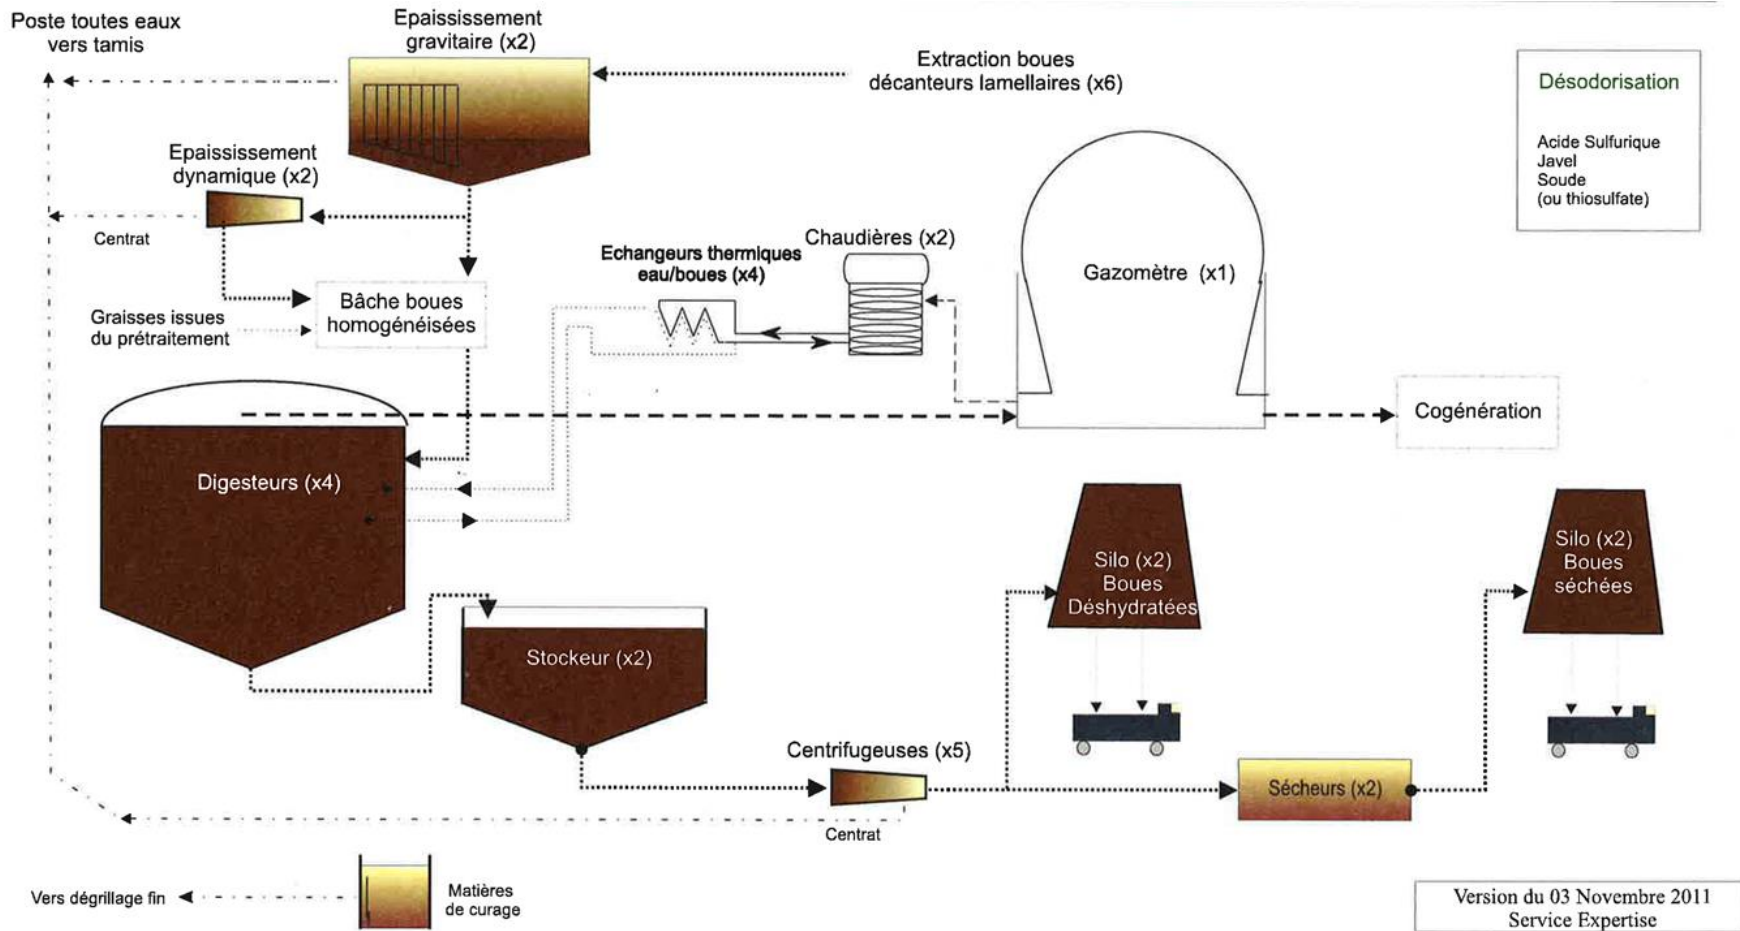 Poste toutes eaux
vers tamis
Epaississement
gravitaire (x2)
Extraction boues
décanteurs lamellaires (x6)
Désodorisation
Acide Sulfurique
Javel
Soude
(ou thiosulfate)
Epaississement
dynamique (x2)
Centrat
Echangeurs thermiques
eau/boues (x4)
Chaudières (x2)
Gazomètre (x1)
Bâche boues
homogénéisées
Graisses issues
du prétraitement
Cogénération
Digesteurs (x4)
Silo (x2)
Boues
Déshydratées
Silo (x2)
Boues
séchées
Stockeur (x2)
Centrifugeuses (x5)
Sécheurs (x2)
Centrat
Vers dégrillage fin
Matières
de curage
Version du 03 Novembre 2011
Service Expertise